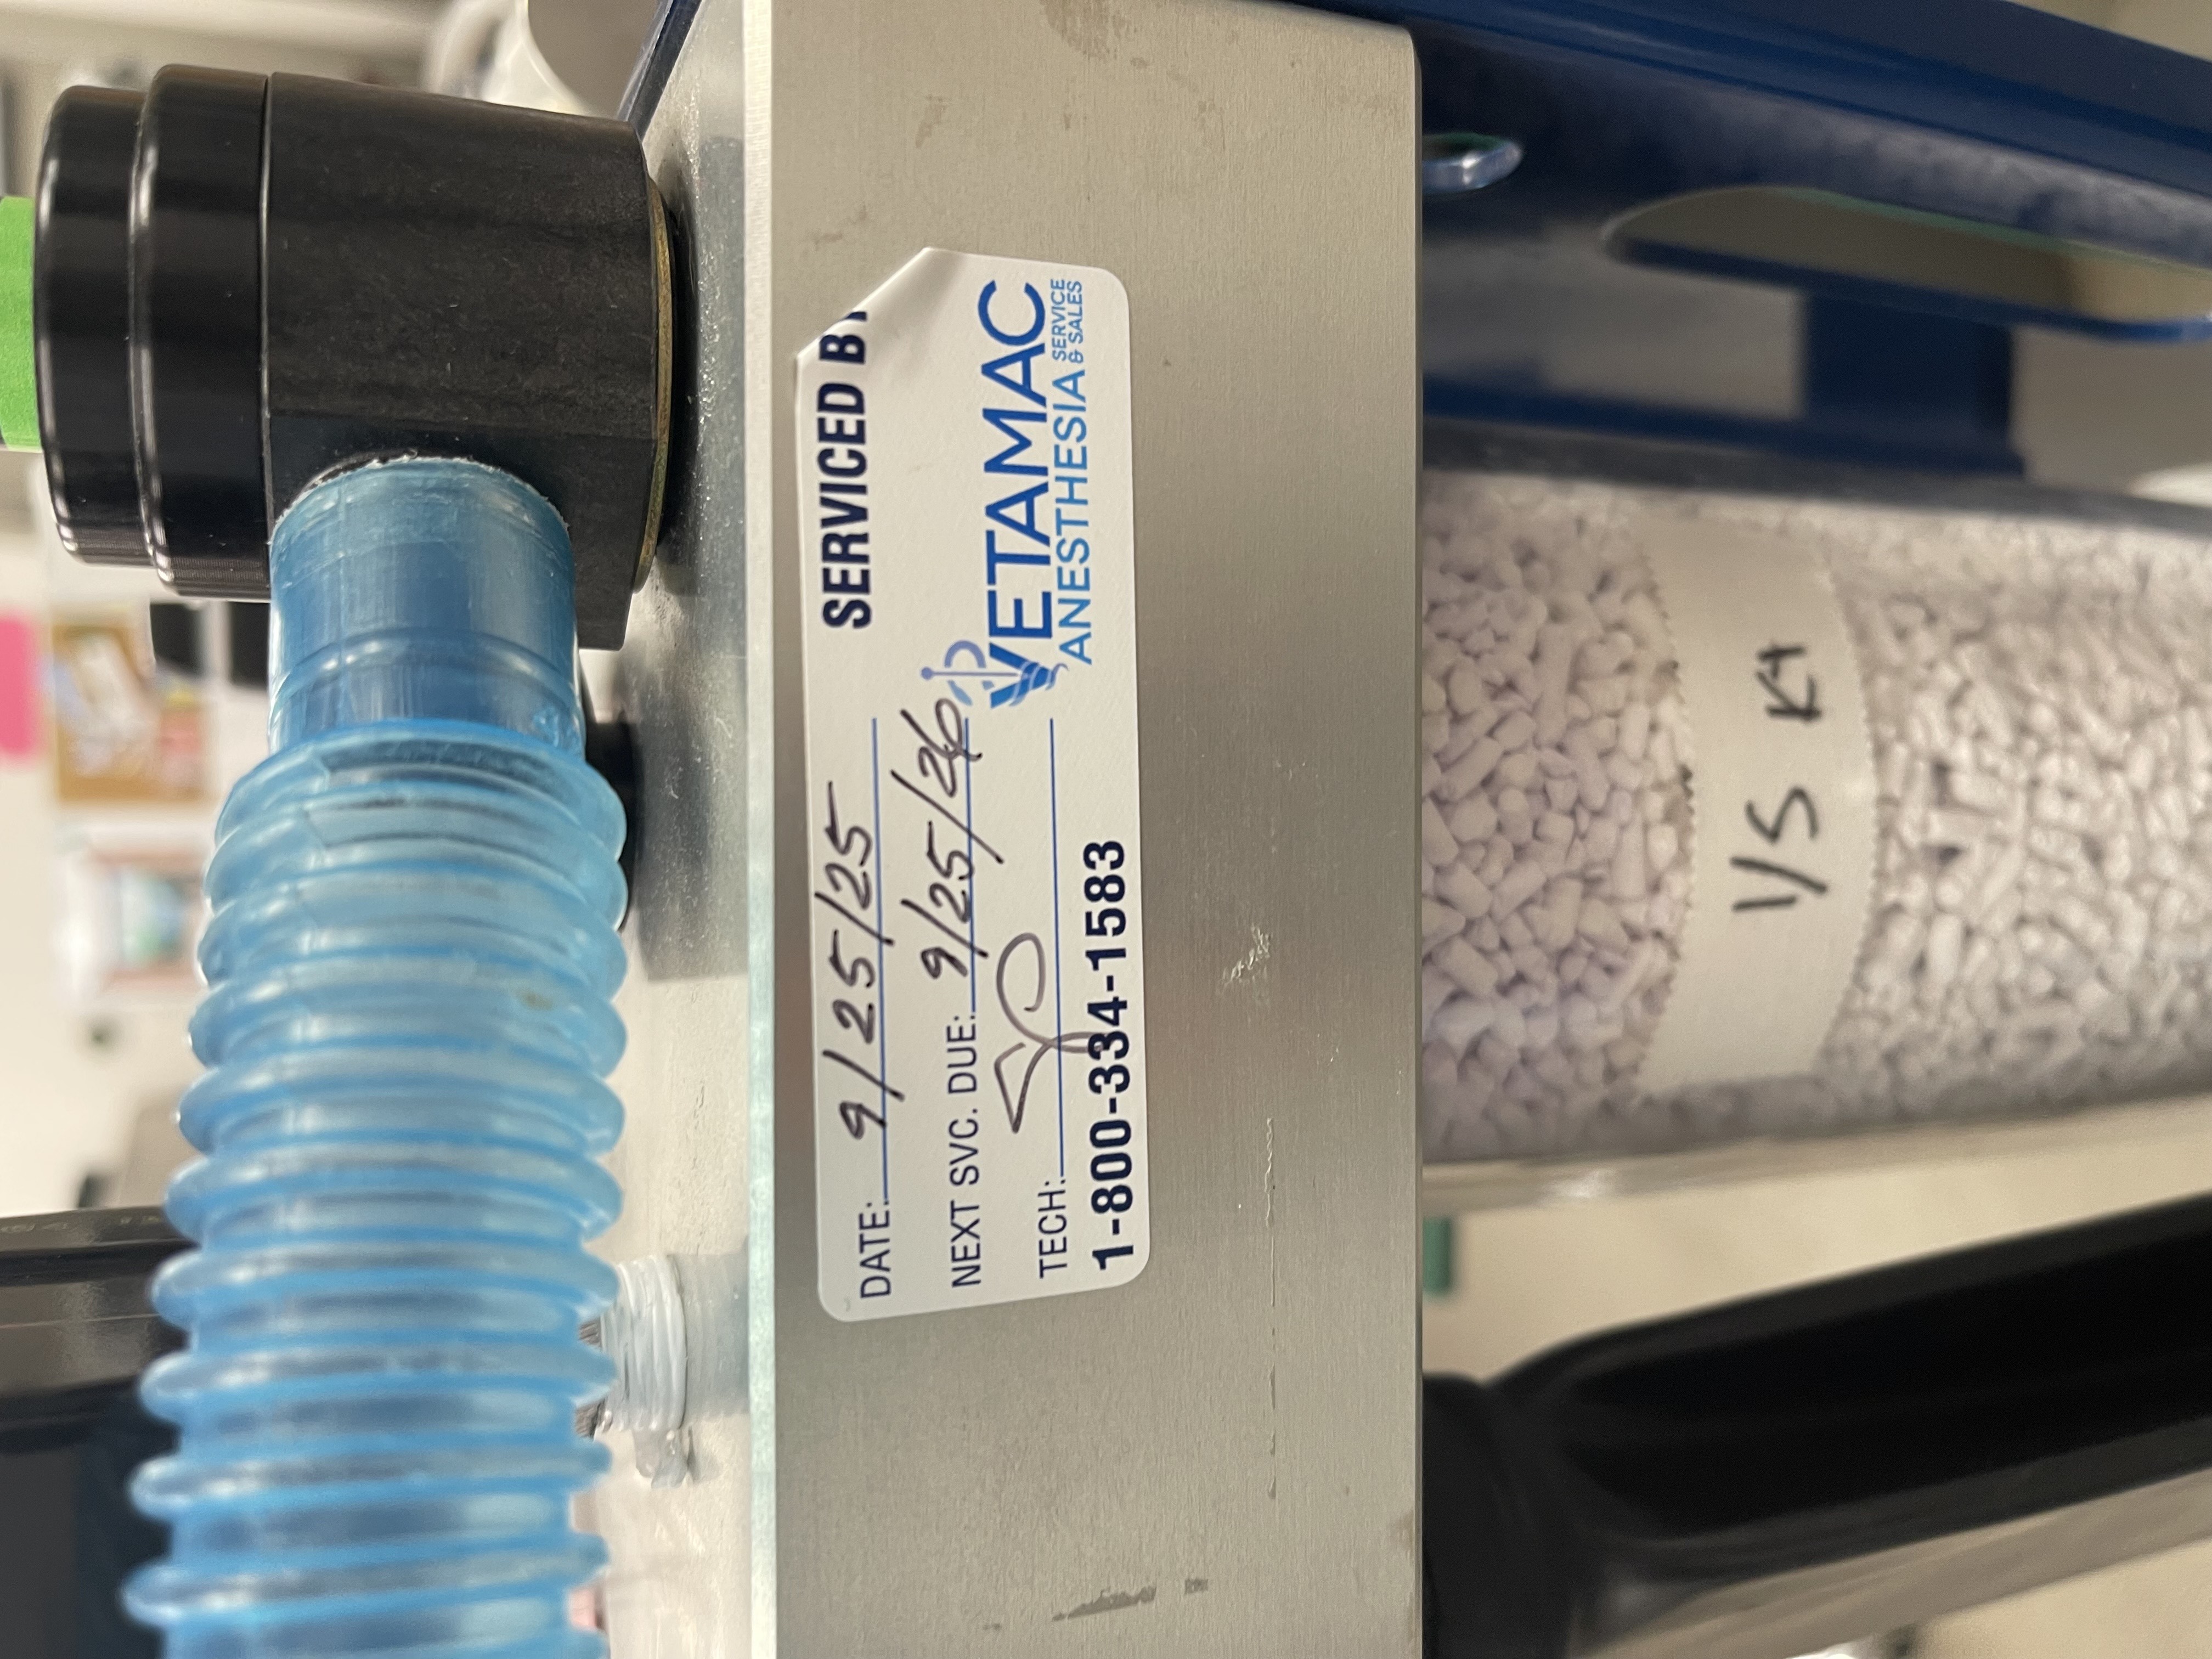 DATE: 9/25/25
NEXT SVC. DUE: 9/25/26
TECH:
1-800-334-1583
SERVICED B
VETAMAC
ANESTHESIA & SERVICE SALES
1/5 KH